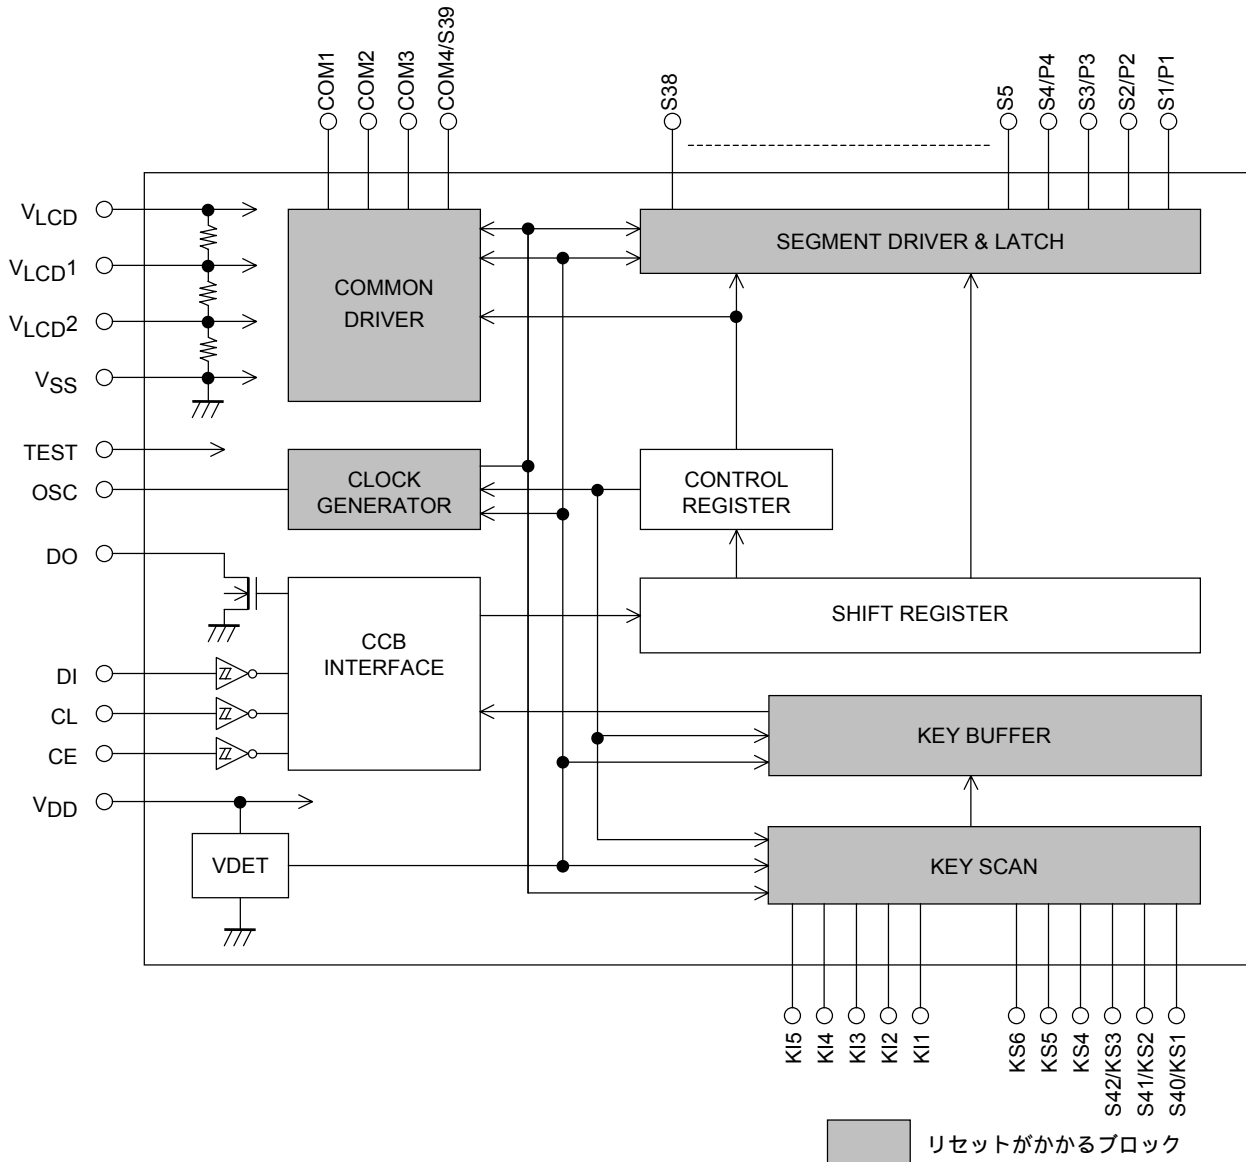 COM1
COM2
COM3
COM4/S39
S38
S5
S4/P4
S3/P3
S2/P2
S1/P1
VLCD
VLCD1
VLCD2
VSS
TEST
OSC
DO
DI
CL
CE
VDD
COMMON
DRIVER
SEGMENT DRIVER & LATCH
CLOCK
GENERATOR
CONTROL
REGISTER
CCB
INTERFACE
SHIFT REGISTER
KEY BUFFER
VDET
KEY SCAN
KI5
KI4
KI3
KI2
KI1
KS6
KS5
KS4
S42/KS3
S41/KS2
S40/KS1
リセットがかかるブロック